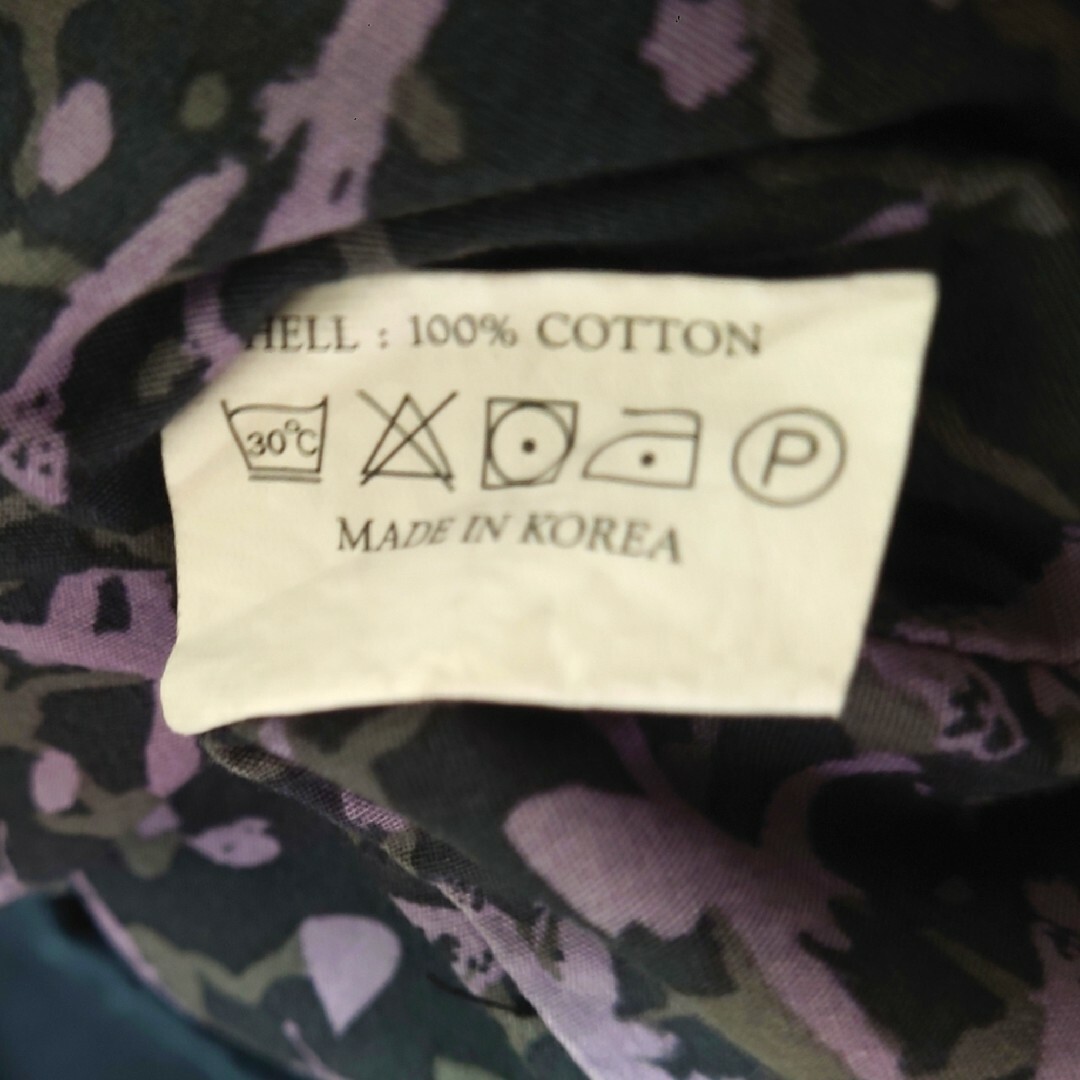 HELL : 100% COTTON
30°C P
MADE IN KOREA